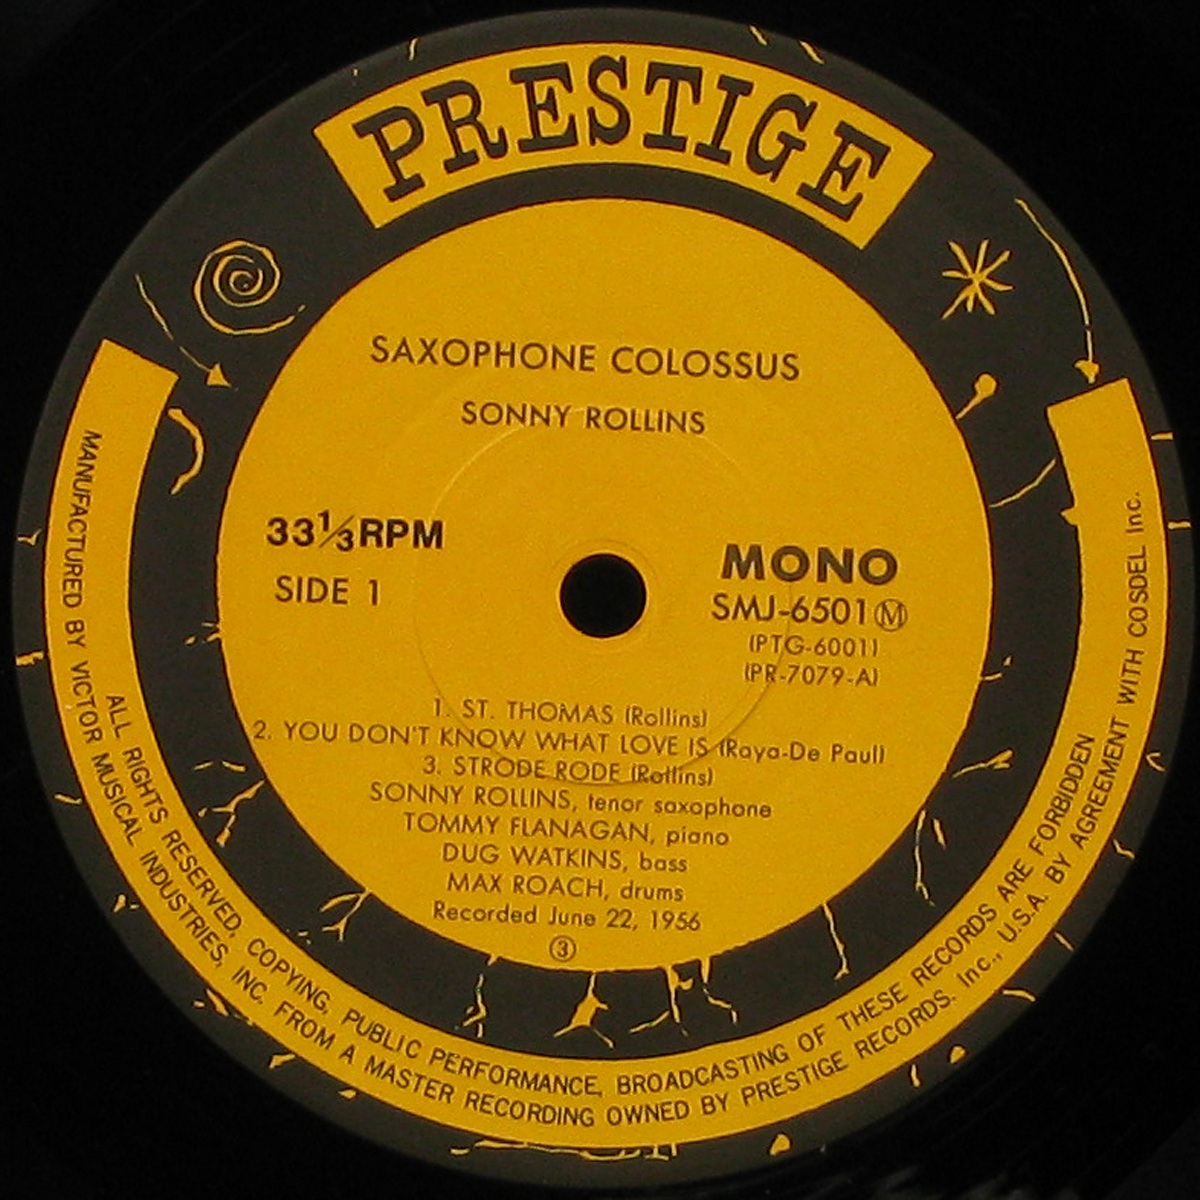 PRESTIGE
SAXOPHONE COLOSSUS
SONNY ROLLINS
33⅓RPM
SIDE 1
MONO
SMJ-6501Ⓜ
(PTG-6001)
(PR-7079-A)
1. ST. THOMAS (Rollins)
2. YOU DON'T KNOW WHAT LOVE IS (Raya-De Paul)
3. STRODE RODE (Rollins)
SONNY ROLLINS, tenor saxophone
TOMMY FLANAGAN, piano
DUG WATKINS, bass
MAX ROACH, drums
Recorded June 22, 1956
③
ALL RIGHTS RESERVED, COPYING, PUBLIC PERFORMANCE, BROADCASTING OF THESE RECORDS ARE FORBIDDEN
MANUFACTURED BY VICTOR MUSICAL INDUSTRIES, INC. FROM A MASTER RECORDING OWNED BY PRESTIGE RECORDS. Inc., U.S.A. BY AGREEMENT WITH COSDEL Inc.